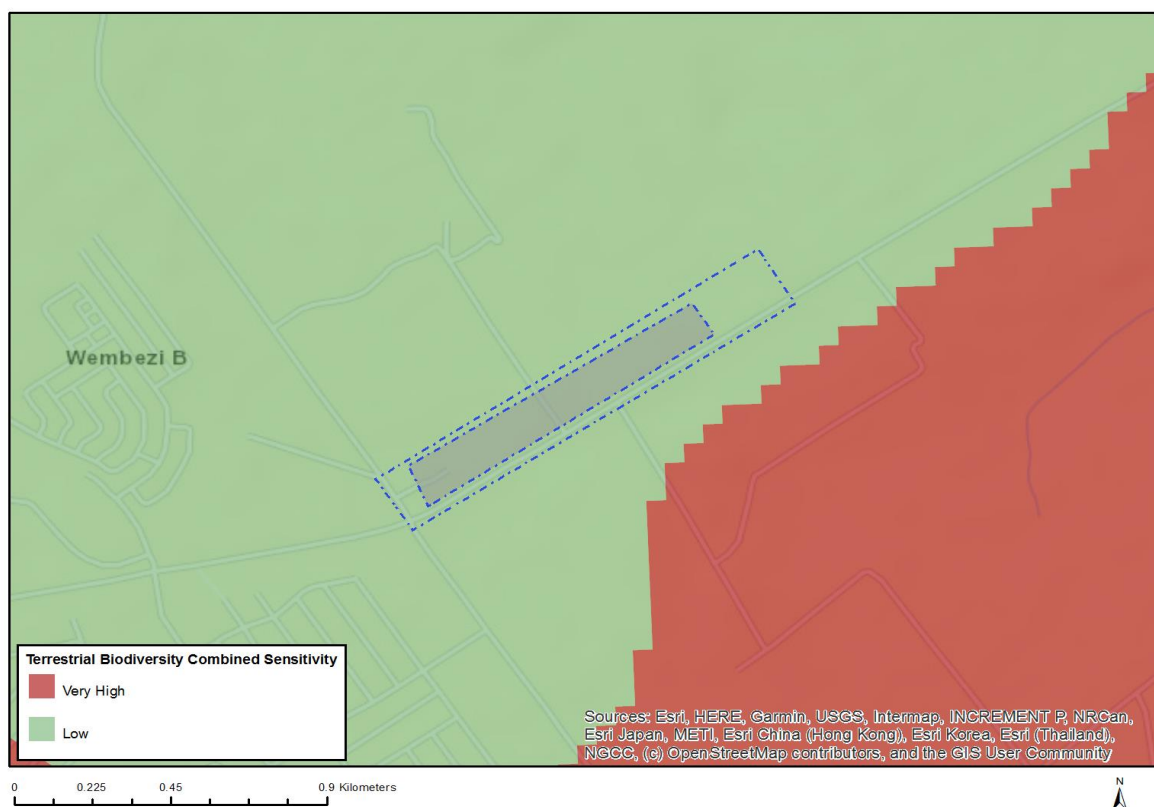 Wembezi B
Terrestrial Biodiversity Combined Sensitivity
Very High
Low
Sources: Esri, HERE, Garmin, USGS, Intermap, INCREMENT P, NRCan,
Esri Japan, METI, Esri China (Hong Kong), Esri Korea, Esri (Thailand),
NGCC, (c) OpenStreetMap contributors, and the GIS User Community
0 0.225 0.45 0.9 Kilometers
N